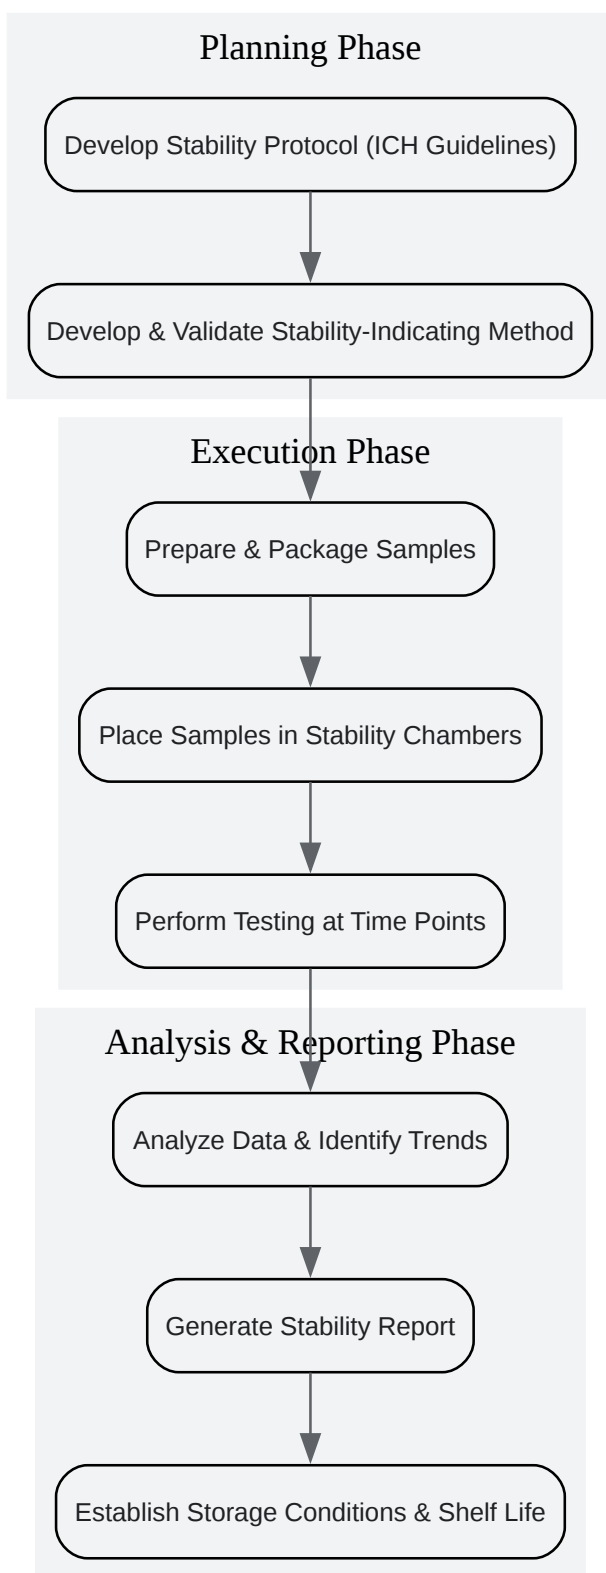 Planning Phase
Develop Stability Protocol (ICH Guidelines)
Develop & Validate Stability-Indicating Method
Execution Phase
Prepare & Package Samples
Place Samples in Stability Chambers
Perform Testing at Time Points
Analysis & Reporting Phase
Analyze Data & Identify Trends
Generate Stability Report
Establish Storage Conditions & Shelf Life